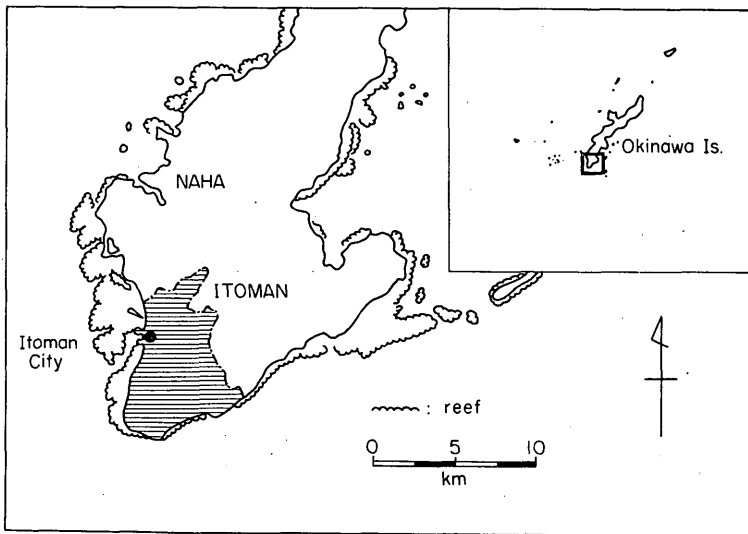 Okinawa Is.
NAHA
ITOMAN
Itoman
City
: reef
0 5 10
km